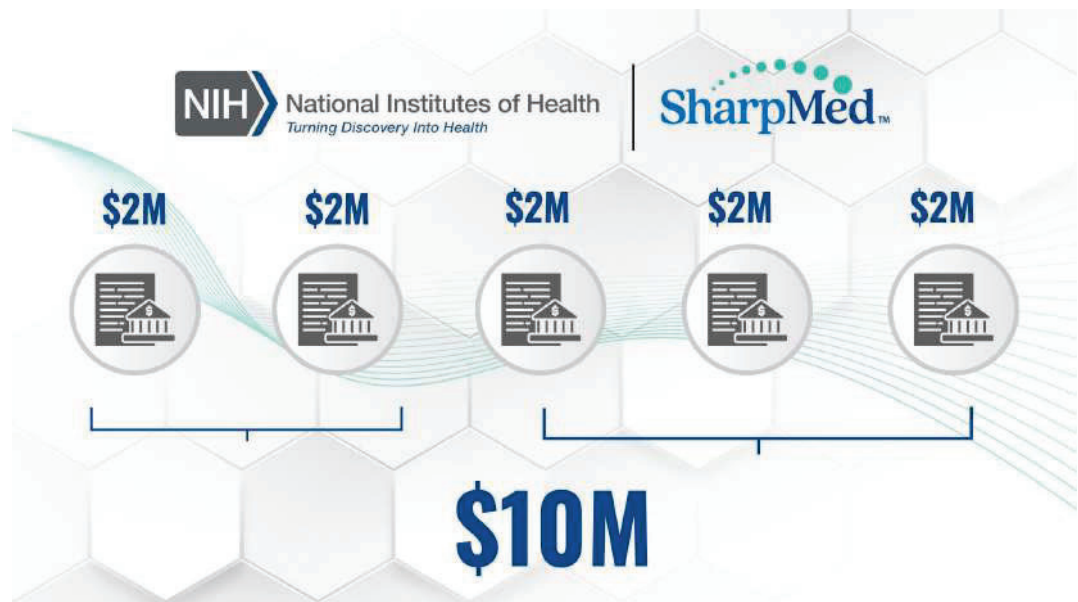 NIH National Institutes of Health
Turning Discovery Into Health
SharpMed™
$2M $2M $2M $2M $2M
$ $ $ $ $
$10M